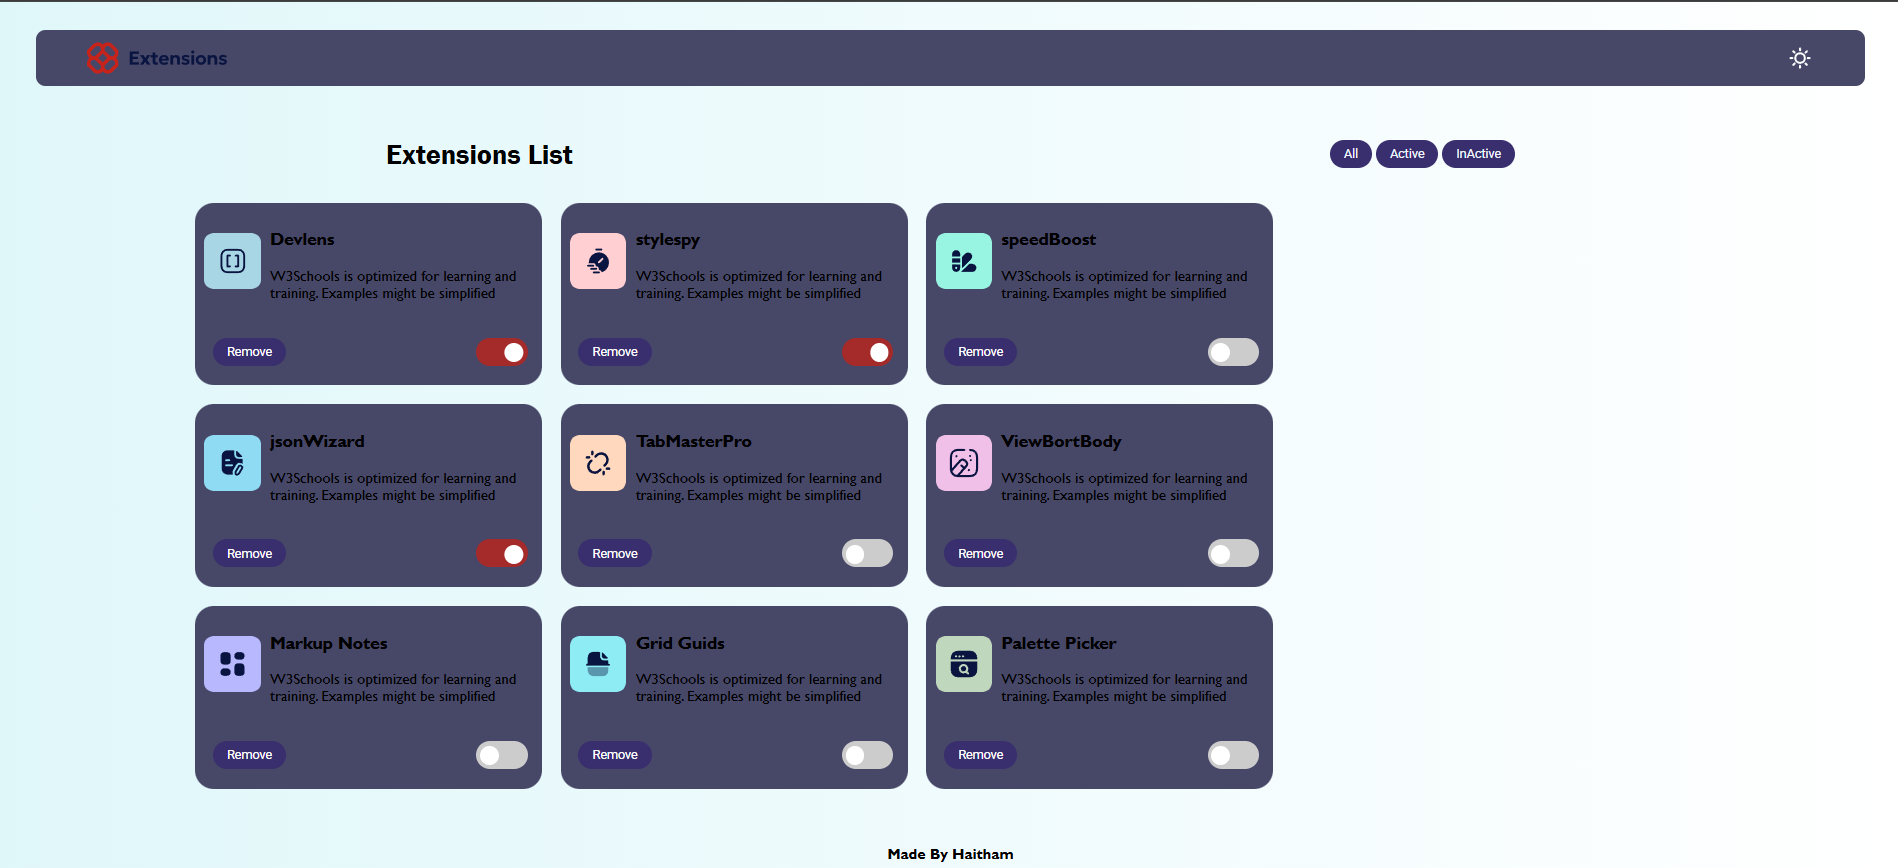 Extensions
Extensions List
All
Active
InActive
Devlens
W3Schools is optimized for learning and
training. Examples might be simplified
Remove
stylespy
W3Schools is optimized for learning and
training. Examples might be simplified
Remove
speedBoost
W3Schools is optimized for learning and
training. Examples might be simplified
Remove
jsonWizard
W3Schools is optimized for learning and
training. Examples might be simplified
Remove
TabMasterPro
W3Schools is optimized for learning and
training. Examples might be simplified
Remove
ViewBortBody
W3Schools is optimized for learning and
training. Examples might be simplified
Remove
Markup Notes
W3Schools is optimized for learning and
training. Examples might be simplified
Remove
Grid Guids
W3Schools is optimized for learning and
training. Examples might be simplified
Remove
Palette Picker
W3Schools is optimized for learning and
training. Examples might be simplified
Remove
Made By Haitham